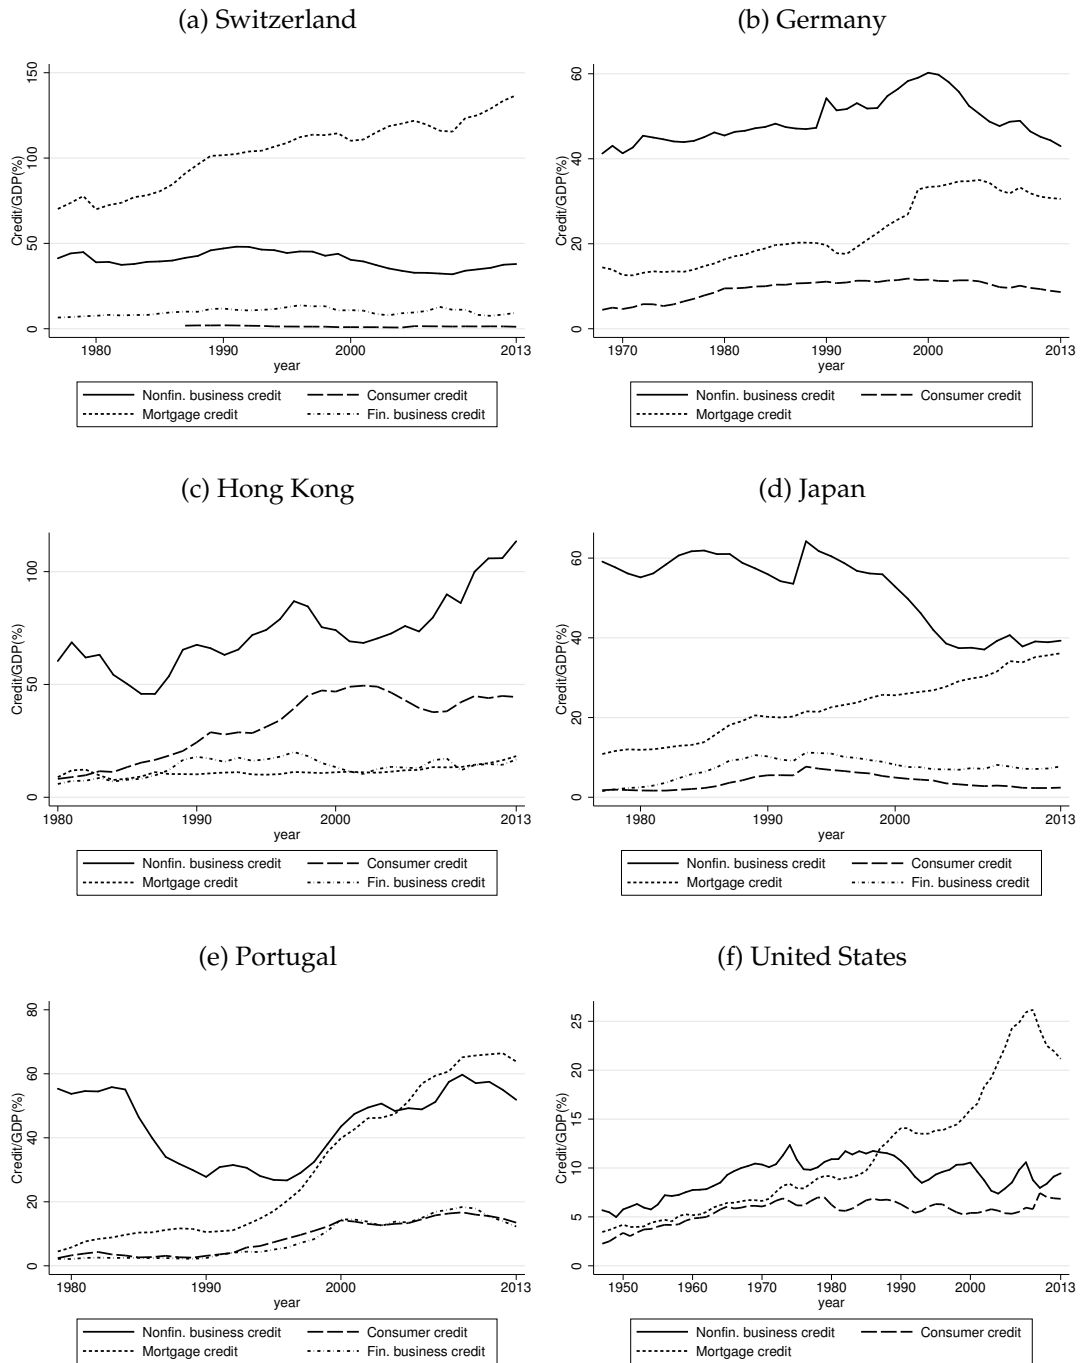 (a) Switzerland
Credit/GDP(%)
150
100
50
0
1980 1990 2000 2013
year
Nonfin. business credit Consumer credit
Mortgage credit Fin. business credit
(b) Germany
Credit/GDP(%)
60
40
20
0
1970 1980 1990 2000 2013
year
Nonfin. business credit Consumer credit
Mortgage credit
(c) Hong Kong
Credit/GDP(%)
100
50
0
1980 1990 2000 2013
year
Nonfin. business credit Consumer credit
Mortgage credit Fin. business credit
(d) Japan
Credit/GDP(%)
60
40
20
0
1980 1990 2000 2013
year
Nonfin. business credit Consumer credit
Mortgage credit Fin. business credit
(e) Portugal
Credit/GDP(%)
80
60
40
20
0
1980 1990 2000 2013
year
Nonfin. business credit Consumer credit
Mortgage credit Fin. business credit
(f) United States
Credit/GDP(%)
25
20
15
10
5
0
1950 1960 1970 1980 1990 2000 2013
year
Nonfin. business credit Consumer credit
Mortgage credit